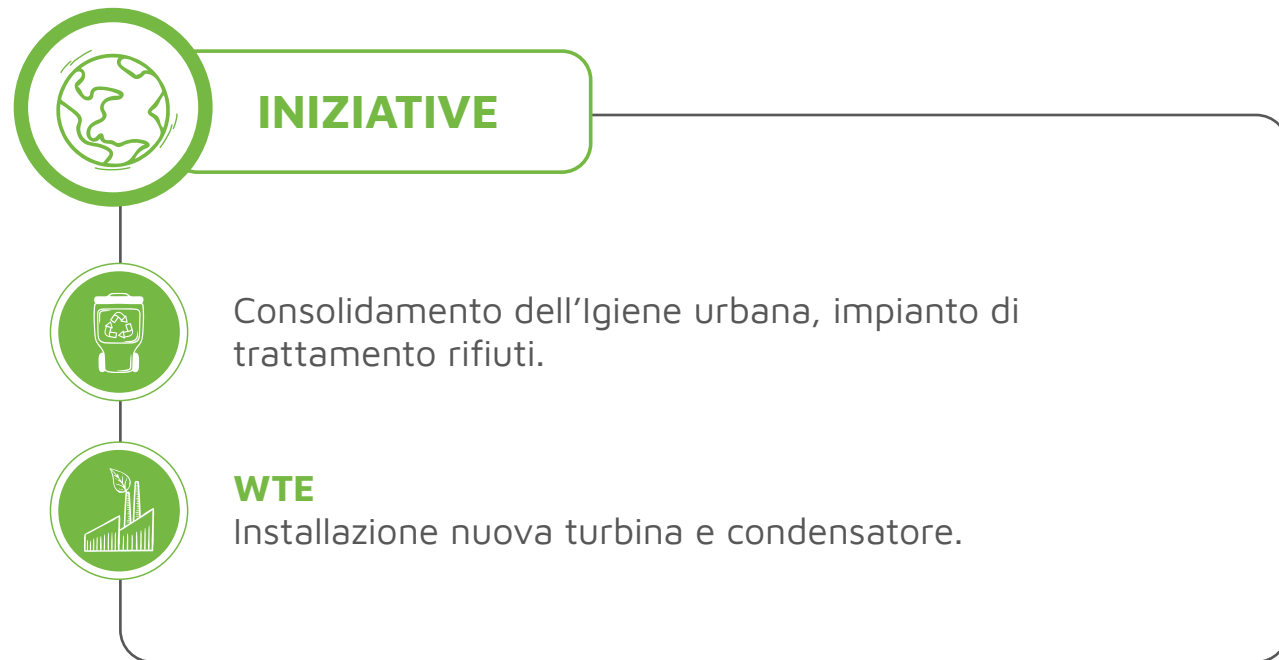 INIZIATIVE
Consolidamento dell’Igiene urbana, impianto di
trattamento rifiuti.
WTE
Installazione nuova turbina e condensatore.